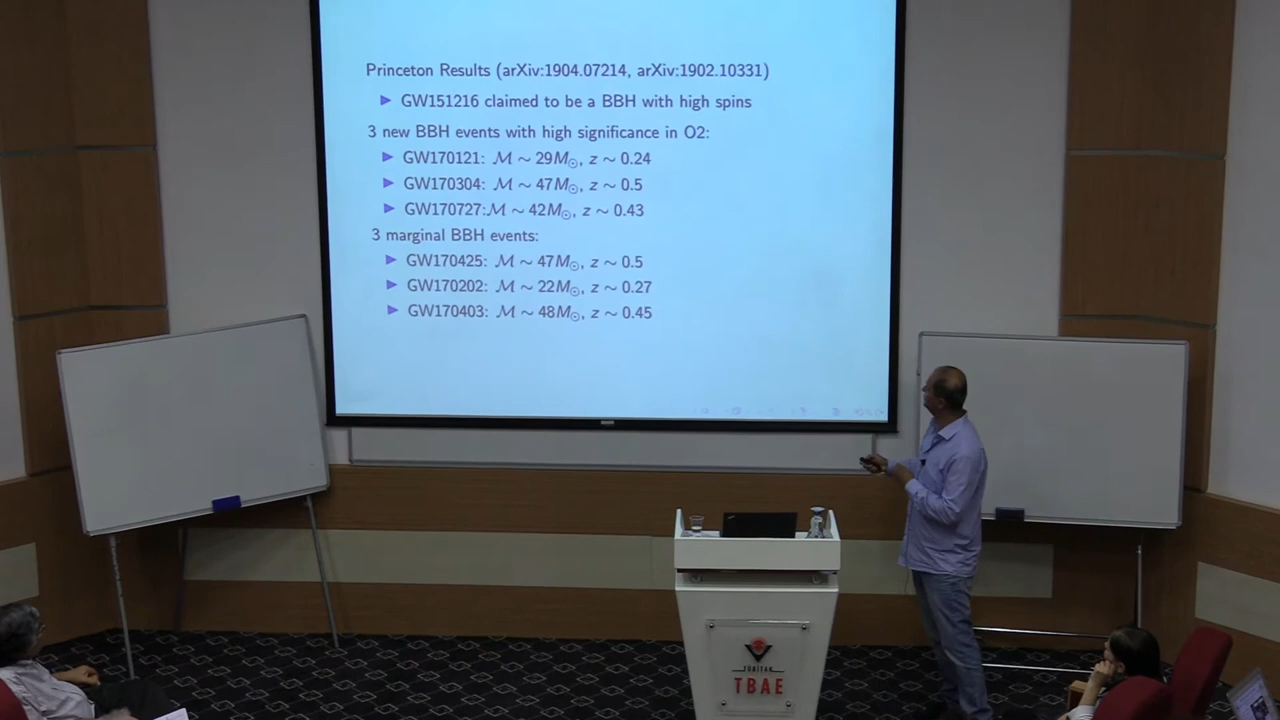 Princeton Results (arXiv:1904.07214, arXiv:1902.10331)
▶ GW151216 claimed to be a BBH with high spins
3 new BBH events with high significance in O2:
▶ GW170121: ℳ ∼ 29M☉, z ∼ 0.24
▶ GW170304: ℳ ∼ 47M☉, z ∼ 0.5
▶ GW170727:ℳ ∼ 42M☉, z ∼ 0.43
3 marginal BBH events:
▶ GW170425: ℳ ∼ 47M☉, z ∼ 0.5
▶ GW170202: ℳ ∼ 22M☉, z ∼ 0.27
▶ GW170403: ℳ ∼ 48M☉, z ∼ 0.45
TÜBİTAK
TBAE